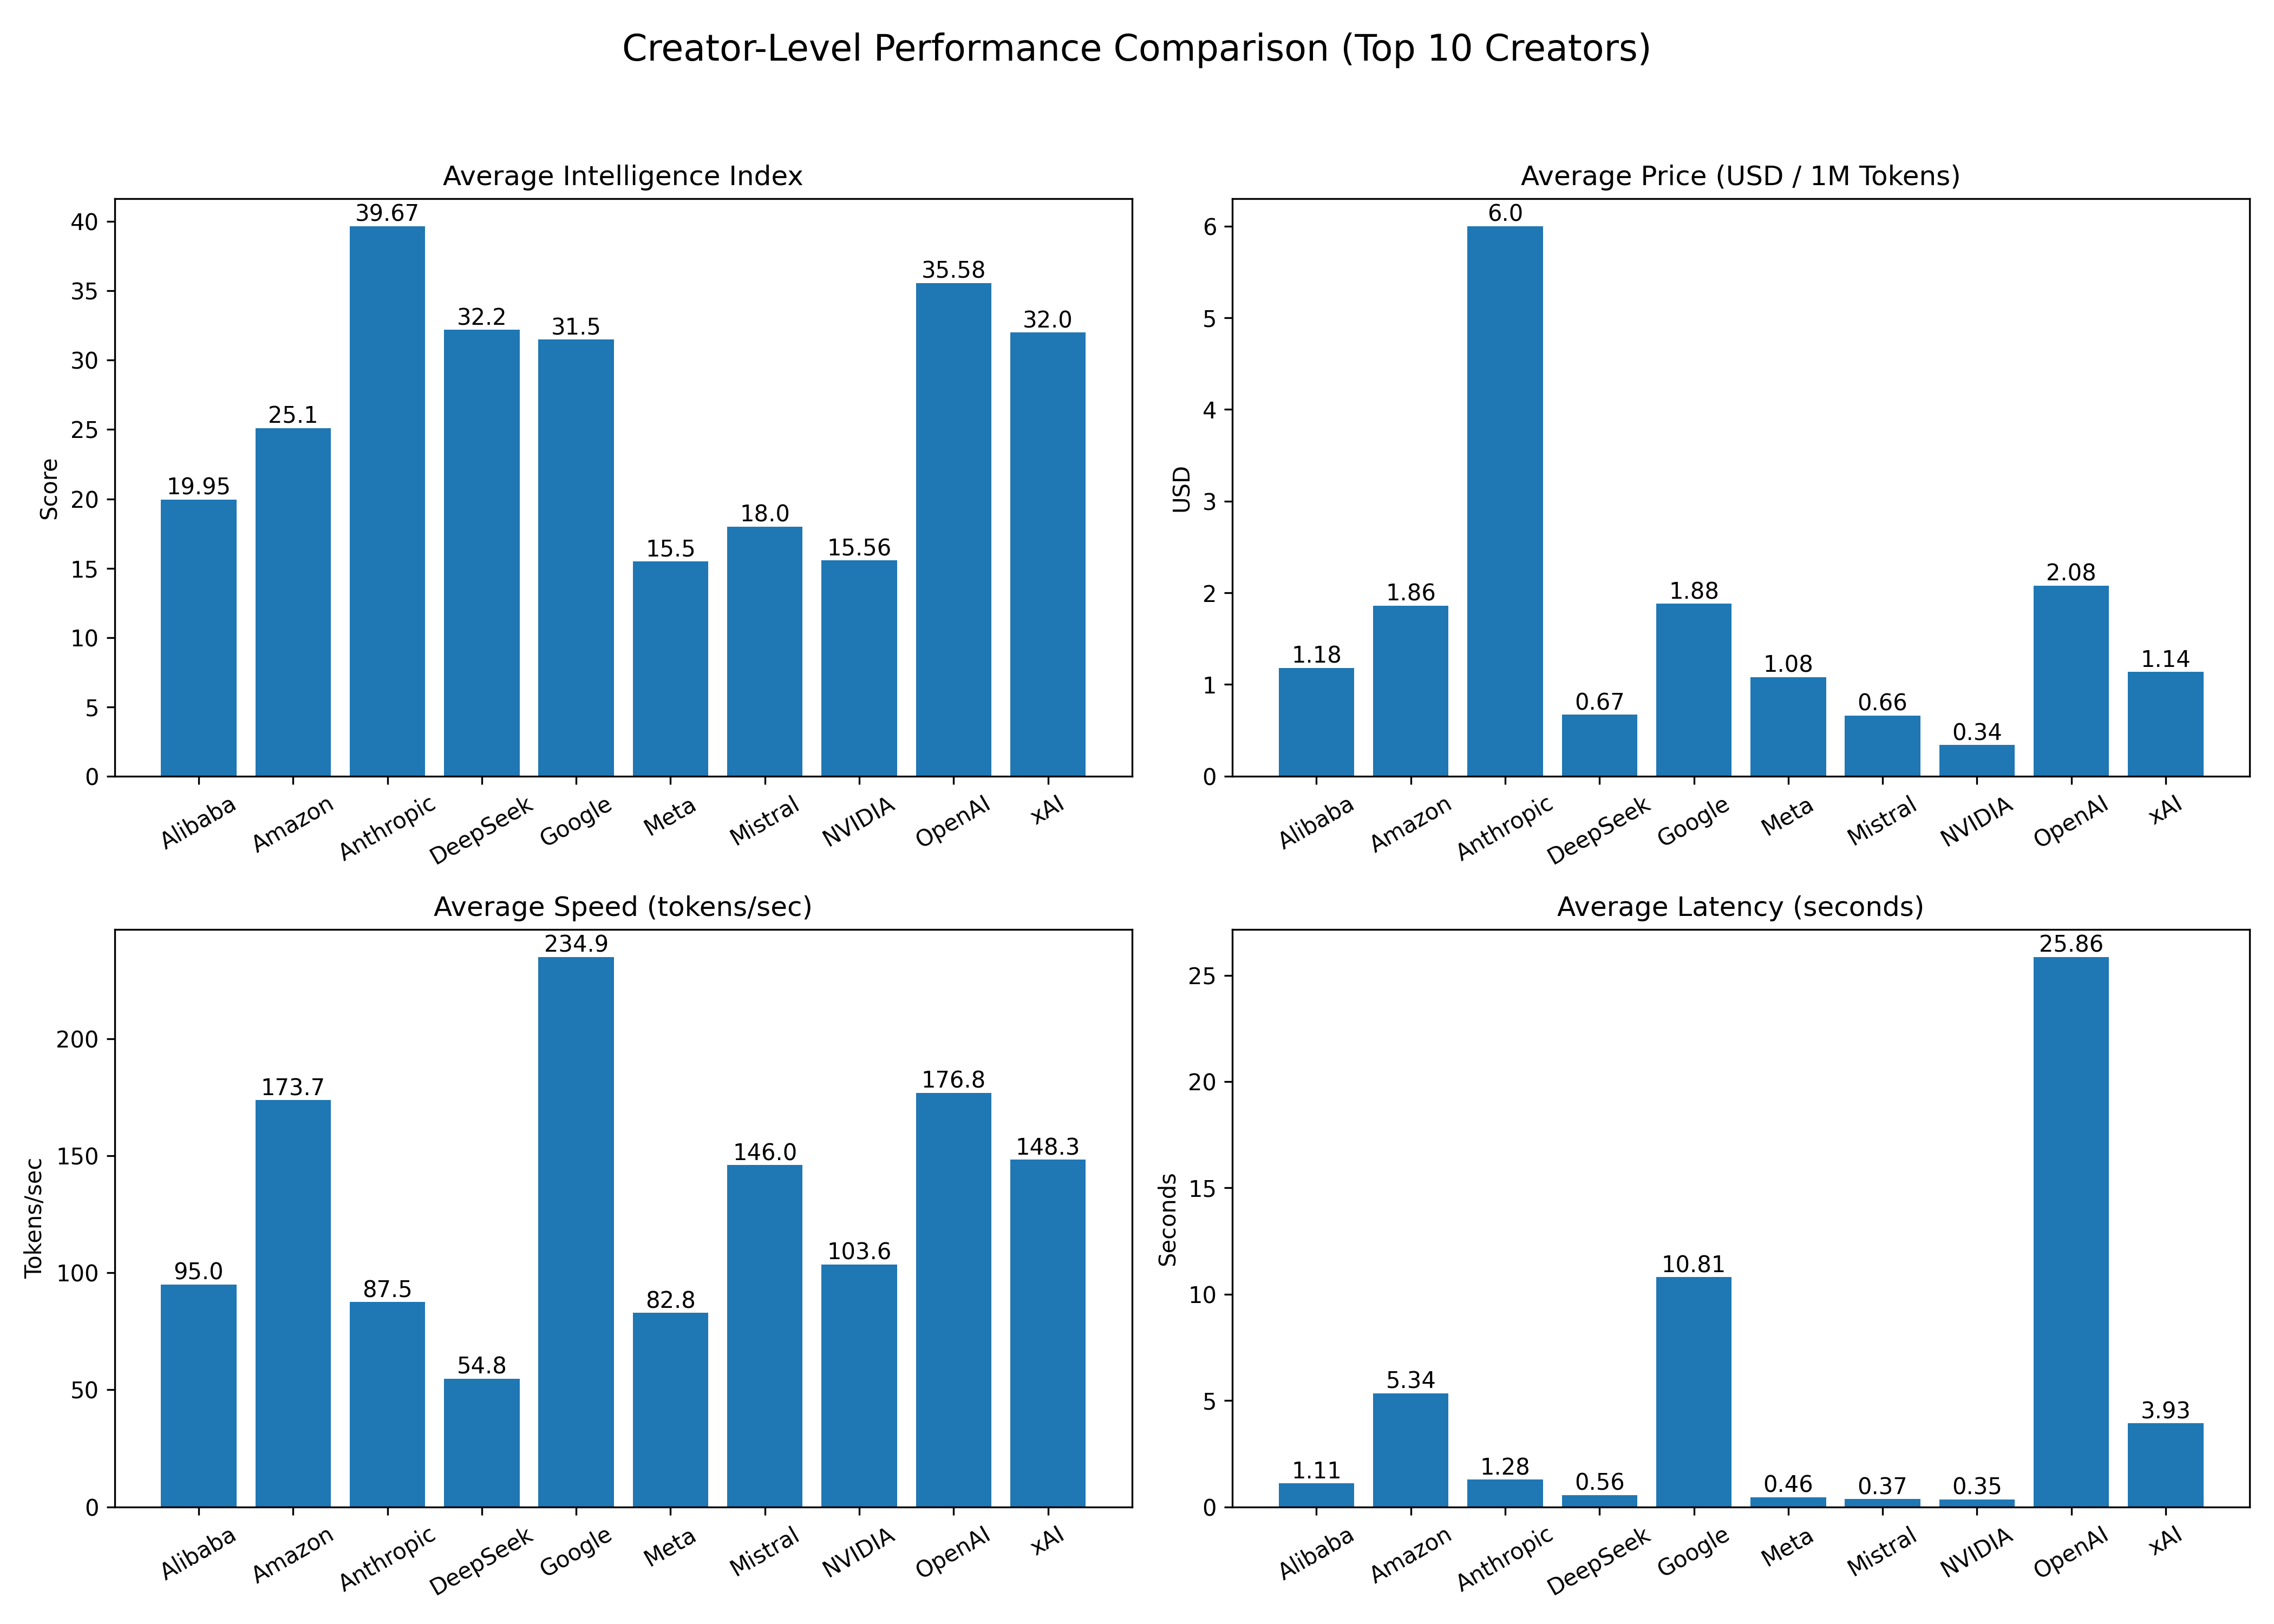 Creator-Level Performance Comparison (Top 10 Creators)
Average Intelligence Index
Score
40
35
30
25
20
15
10
5
0
19.95
25.1
39.67
32.2
31.5
15.5
18.0
15.56
35.58
32.0
Alibaba
Amazon
Anthropic
DeepSeek
Google
Meta
Mistral
NVIDIA
OpenAI
xAI
Average Price (USD / 1M Tokens)
USD
6
5
4
3
2
1
0
1.18
1.86
6.0
0.67
1.88
1.08
0.66
0.34
2.08
1.14
Alibaba
Amazon
Anthropic
DeepSeek
Google
Meta
Mistral
NVIDIA
OpenAI
xAI
Average Speed (tokens/sec)
Tokens/sec
200
150
100
50
0
95.0
173.7
87.5
54.8
234.9
82.8
146.0
103.6
176.8
148.3
Alibaba
Amazon
Anthropic
DeepSeek
Google
Meta
Mistral
NVIDIA
OpenAI
xAI
Average Latency (seconds)
Seconds
25
20
15
10
5
0
1.11
5.34
1.28
0.56
10.81
0.46
0.37
0.35
25.86
3.93
Alibaba
Amazon
Anthropic
DeepSeek
Google
Meta
Mistral
NVIDIA
OpenAI
xAI